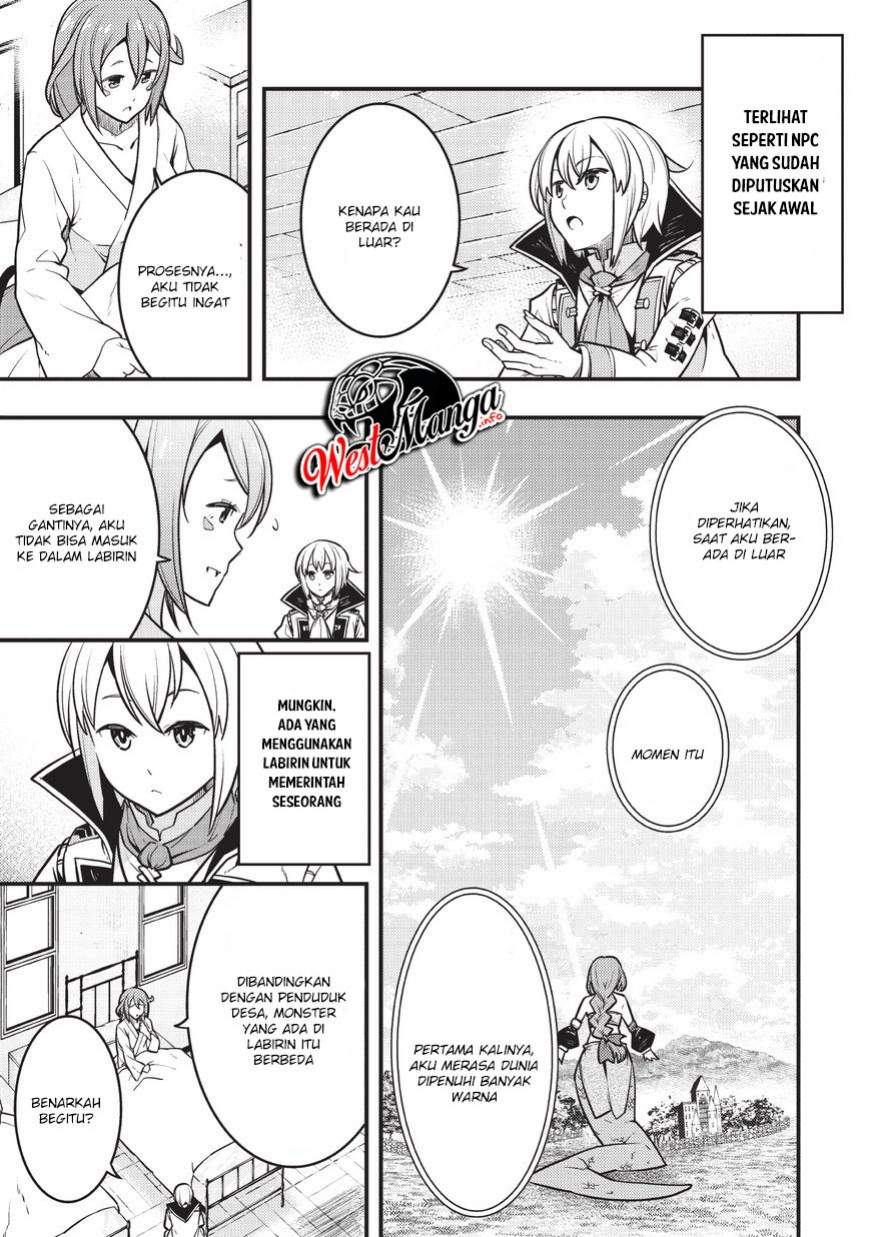 TERLIHAT
SEPERTI NPC
YANG SUDAH
DIPUTUSKAN
SEJAK AWAL
KENAPA KAU
BERADA DI
LUAR?
PROSESNYA...,
AKU TIDAK
BEGITU INGAT
WestManga
.info
JIKA
DIPERHATIKAN,
SAAT AKU BER-
ADA DI LUAR
MOMEN ITU
PERTAMA KALINYA,
AKU MERASA DUNIA
DIPENUHI BANYAK
WARNA
SEBAGAI
GANTINYA, AKU
TIDAK BISA MASUK
KE DALAM LABIRIN
MUNGKIN,
ADA YANG
MENGGUNAKAN
LABIRIN UNTUK
MEMERINTAH
SESEORANG
DIBANDINGKAN
DENGAN PENDUDUK
DESA, MONSTER
YANG ADA DI
LABIRIN ITU
BERBEDA
BENARKAH
BEGITU?